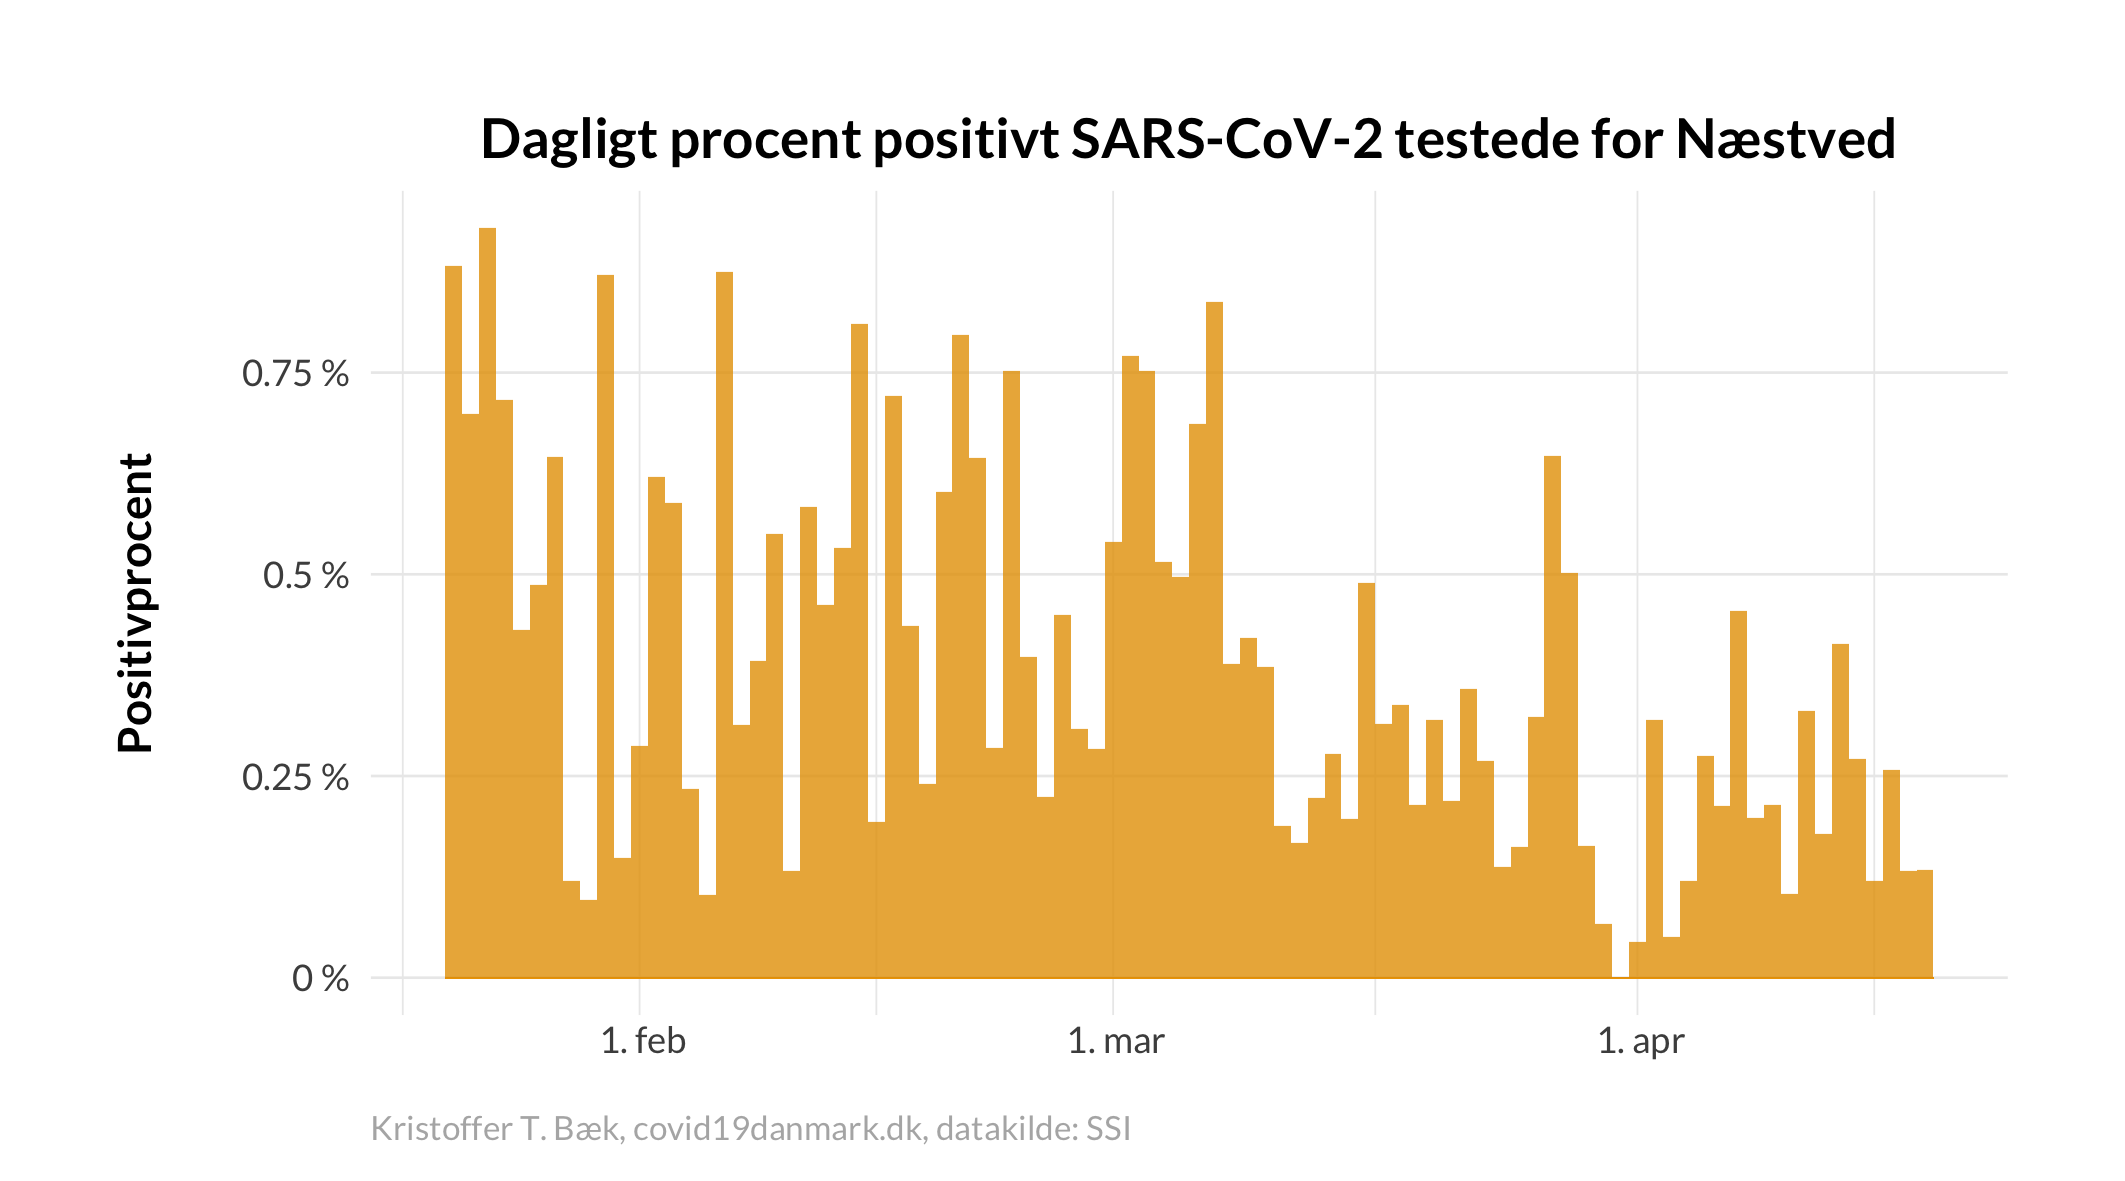 Dagligt procent positivt SARS-CoV-2 testede for Næstved
Positivprocent
0.75 %
0.5 %
0.25 %
0 %
1. feb
1. mar
1. apr
Kristoffer T. Bæk, covid19danmark.dk, datakilde: SSI